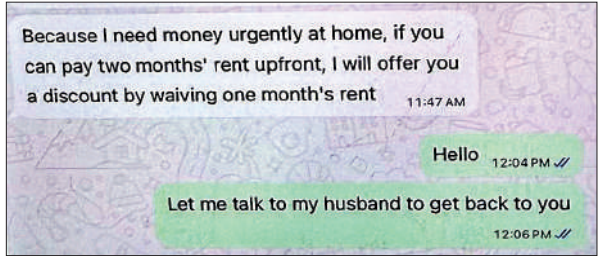 Because I need money urgently at home, if you
can pay two months' rent upfront, I will offer you
a discount by waiving one month's rent
11:47 AM
Hello
12:04 PM
Let me talk to my husband to get back to you
12:06 PM